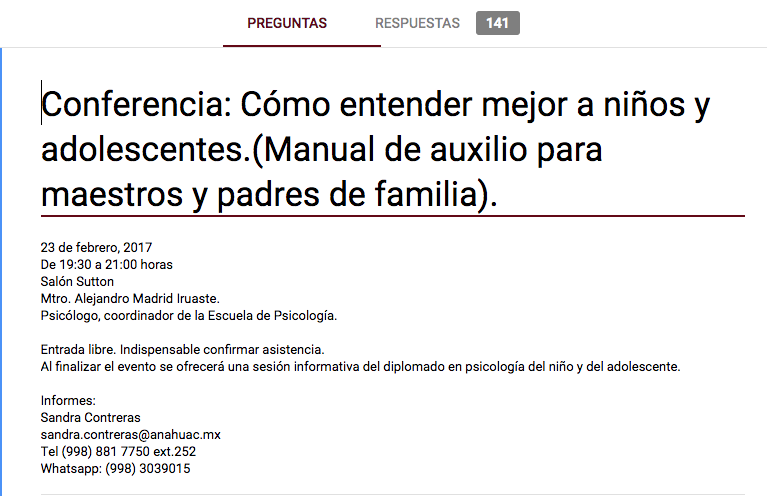 PREGUNTAS RESPUESTAS 141
Conferencia: Cómo entender mejor a niños y
adolescentes.(Manual de auxilio para
maestros y padres de familia).
23 de febrero, 2017
De 19:30 a 21:00 horas
Salón Sutton
Mtro. Alejandro Madrid Iruaste.
Psicólogo, coordinador de la Escuela de Psicología.
Entrada libre. Indispensable confirmar asistencia.
Al finalizar el evento se ofrecerá una sesión informativa del diplomado en psicología del niño y del adolescente.
Informes:
Sandra Contreras
sandra.contreras@anahuac.mx
Tel (998) 881 7750 ext.252
Whatsapp: (998) 3039015